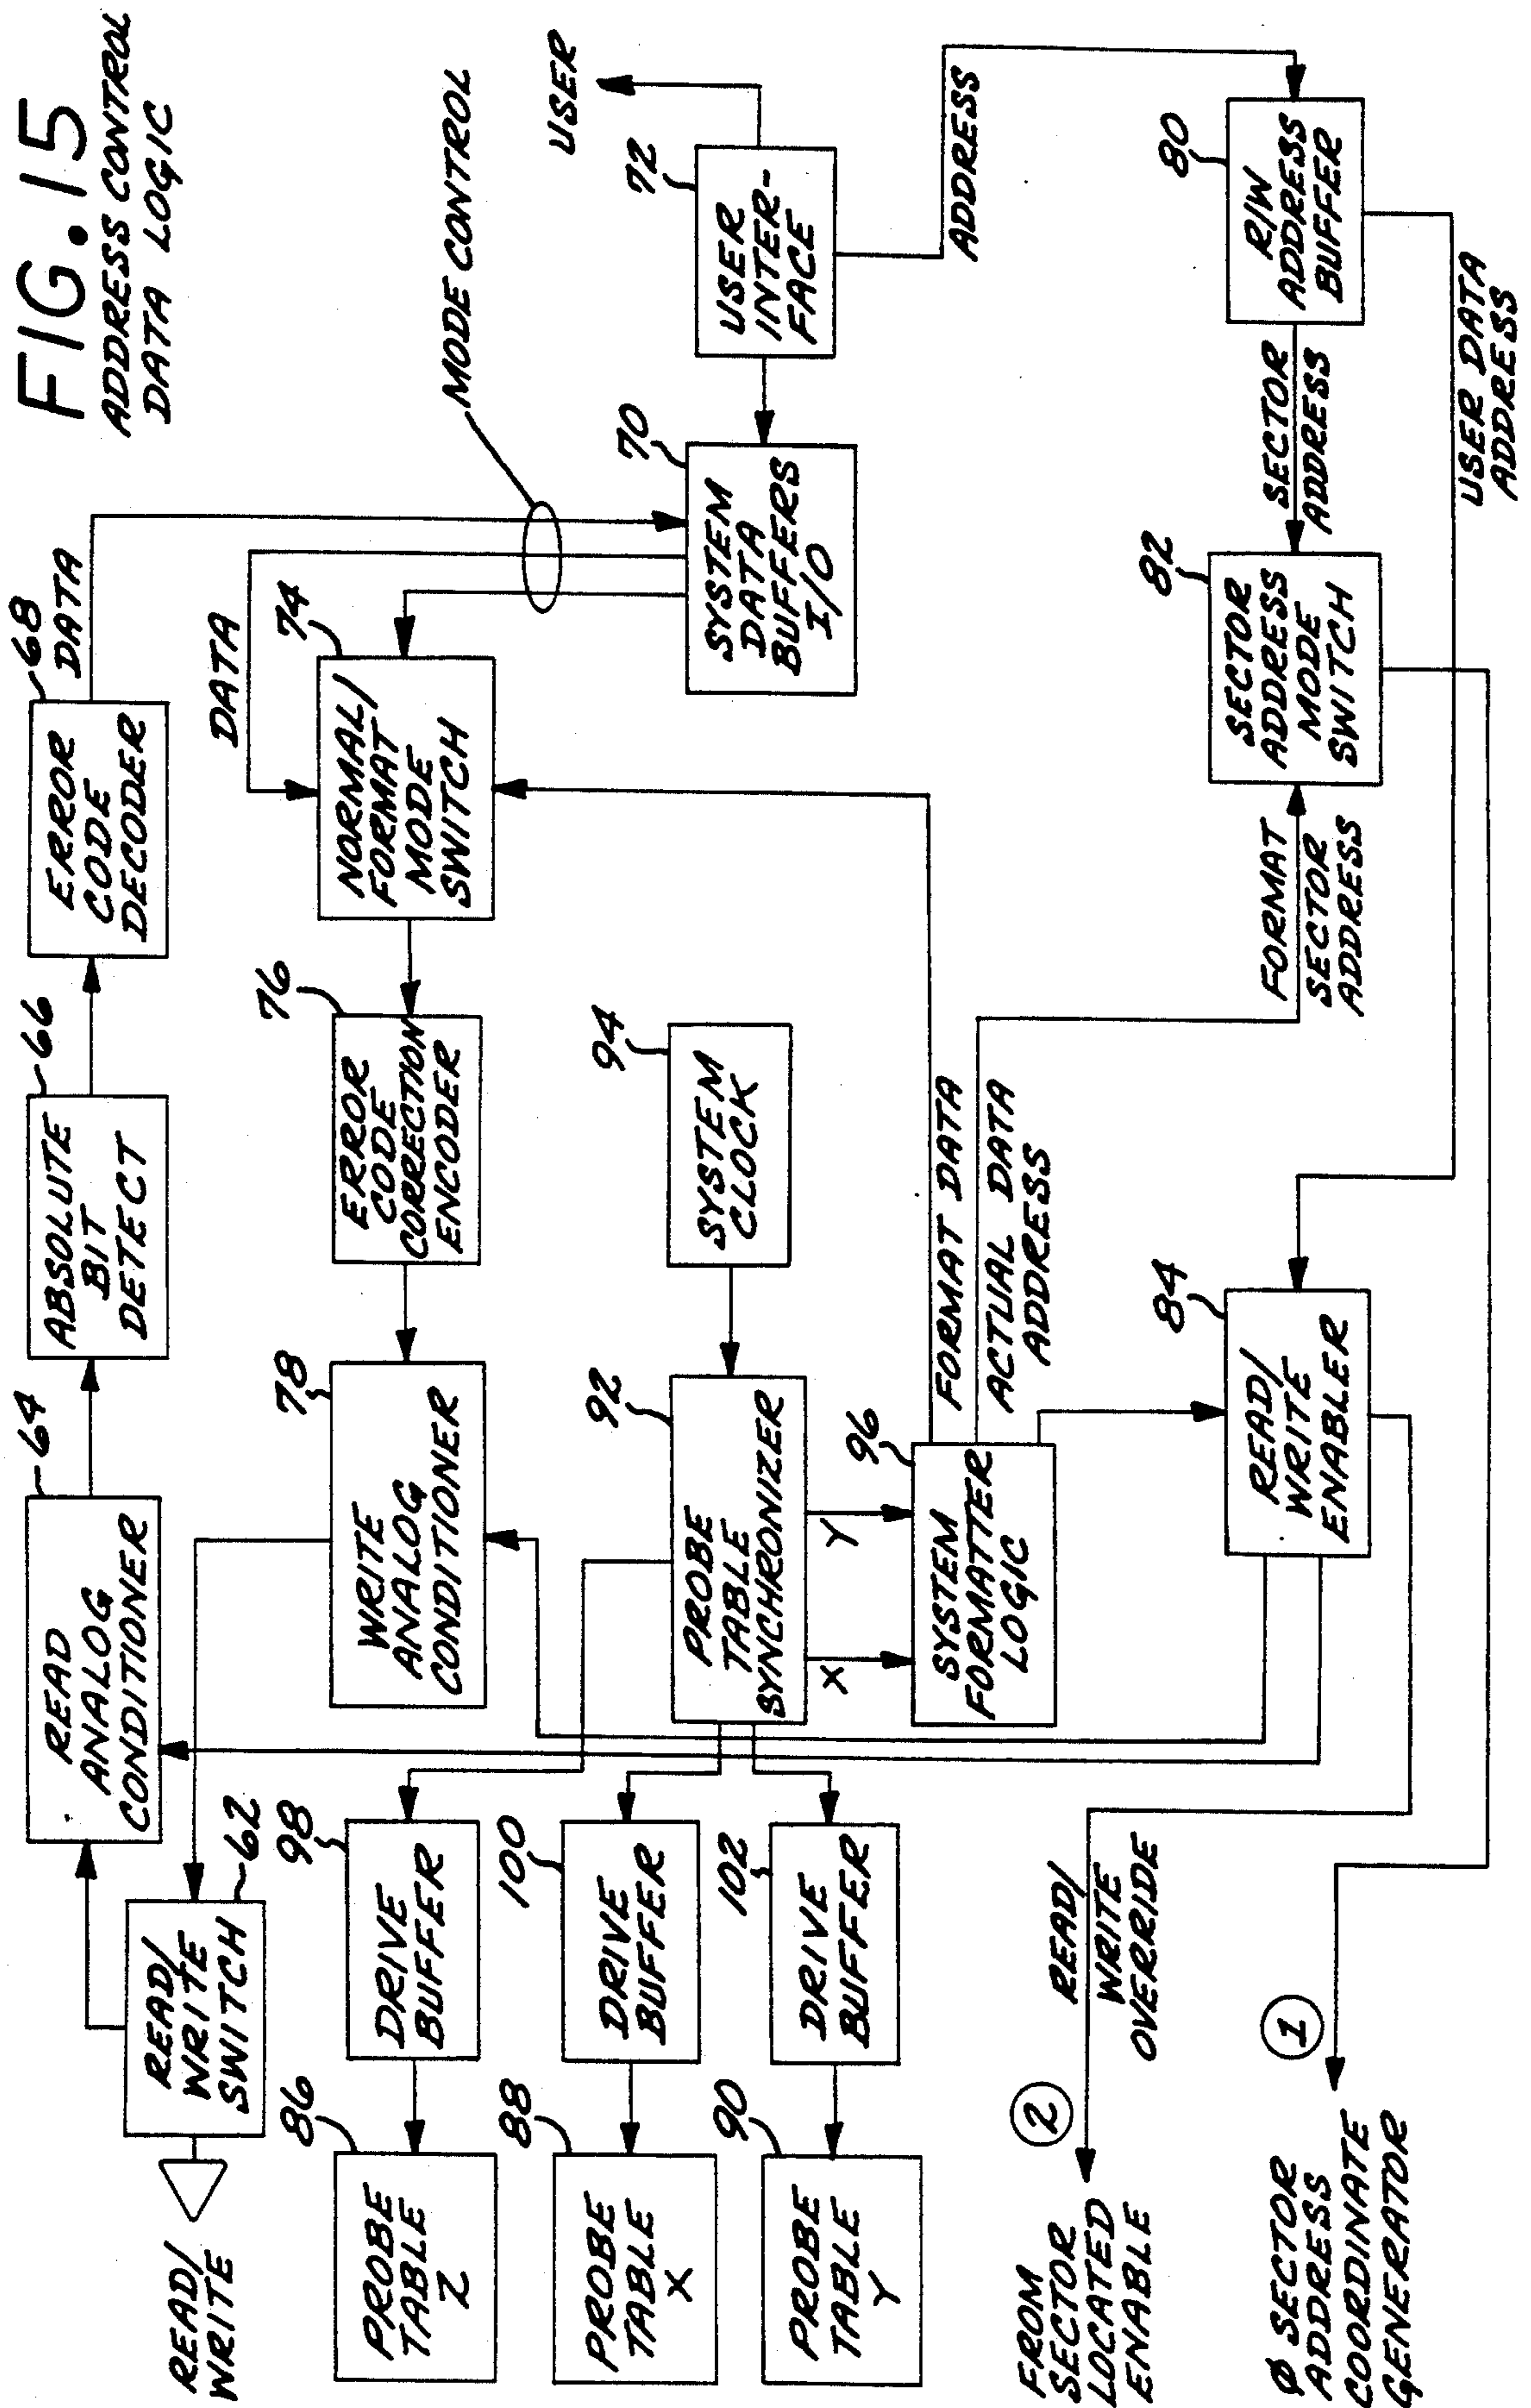 FIG. 15
ADDRESS CONTROL
DATA LOGIC
READ/
WRITE
READ/
WRITE
SWITCH
62
READ
ANALOG
CONDITIONER
64
ABSOLUTE
BIT
DETECT
66
ERROR
CODE
DECODER
68
DATA
DATA
MODE CONTROL
WRITE
ANALOG
CONDITIONER
78
ERROR
CODE
CORRECTION
ENCODER
76
NORMAL/
FORMAT
MODE
SWITCH
74
SYSTEM
DATA
BUFFERS
I/O
70
USER
INTER-
FACE
72
USER
ADDRESS
PROBE
TABLE
Z
86
DRIVE
BUFFER
98
PROBE
TABLE
X
88
DRIVE
BUFFER
100
PROBE
TABLE
Y
90
DRIVE
BUFFER
102
PROBE
TABLE
SYNCHRONIZER
92
SYSTEM
CLOCK
94
X
Y
SYSTEM
FORMATTER
LOGIC
96
FORMAT DATA
ACTUAL DATA
ADDRESS
FORMAT
SECTOR
ADDRESS
SECTOR
ADDRESS
MODE
SWITCH
82
SECTOR
ADDRESS
R/W
ADDRESS
BUFFER
80
USER DATA
ADDRESS
READ/
WRITE
ENABLER
84
READ/
WRITE
OVERRIDE
2
FROM
SECTOR
LOCATED
ENABLE
1
Ø SECTOR
ADDRESS
COORDINATE
GENERATOR